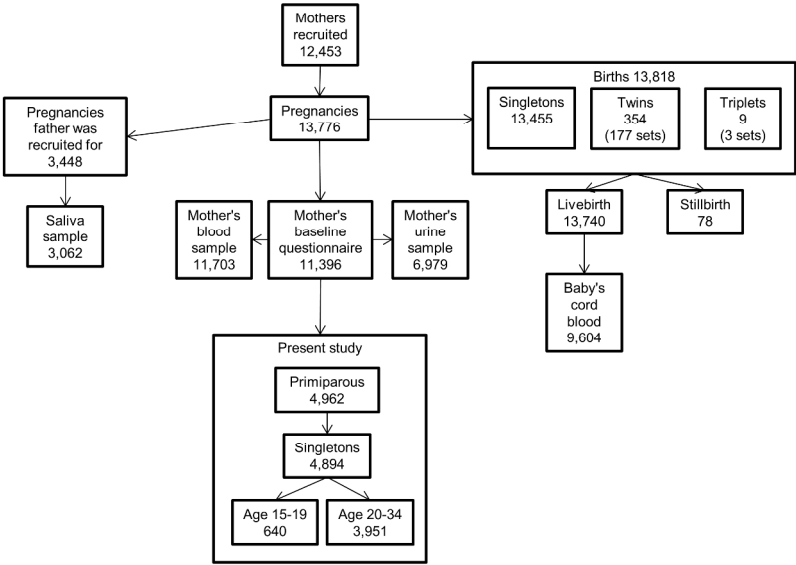 Mothers
recruited
12,453
Pregnancies
13,776
Births 13,818
Singletons
13,455
Twins
354
(177 sets)
Triplets
9
(3 sets)
Pregnancies
father was
recruited for
3,448
Saliva
sample
3,062
Mother's
blood
sample
11,703
Mother's
baseline
questionnaire
11,396
Mother's
urine
sample
6,979
Livebirth
13,740
Stillbirth
78
Baby's
cord
blood
9,604
Present study
Primiparous
4,962
Singletons
4,894
Age 15-19
640
Age 20-34
3,951